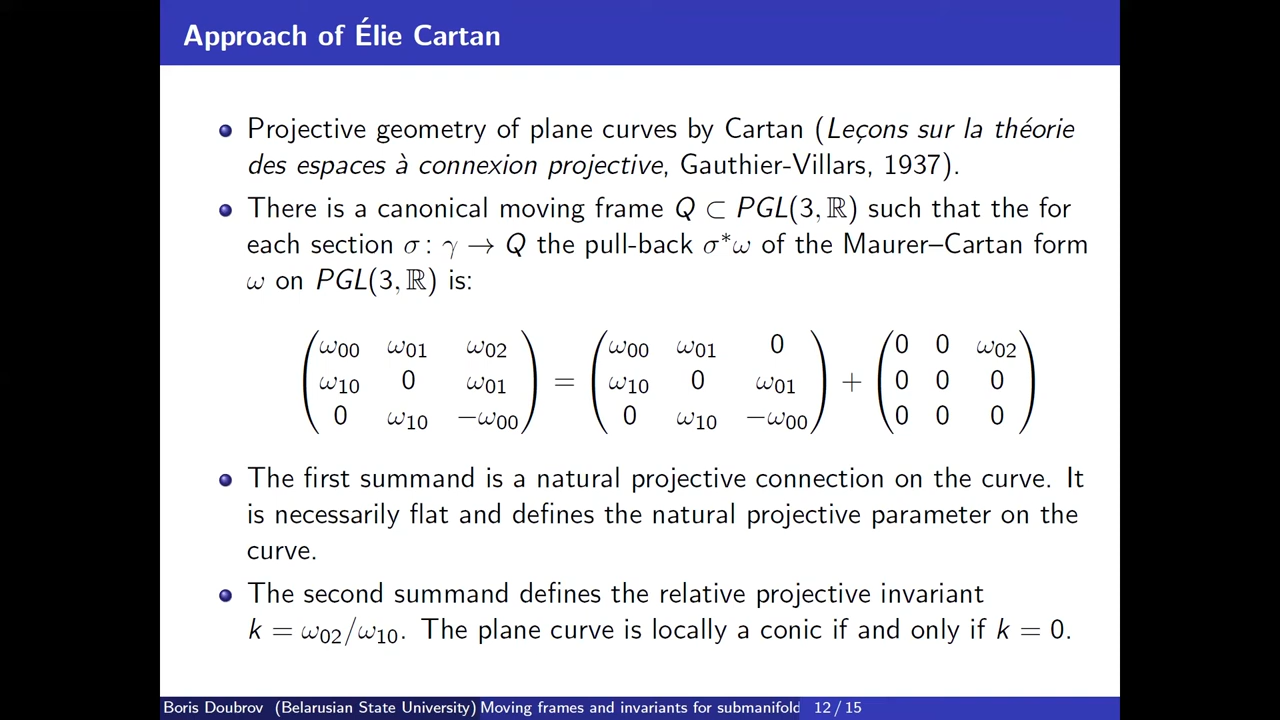 Approach of Élie Cartan
Projective geometry of plane curves by Cartan (Leçons sur la théorie
des espaces à connexion projective, Gauthier-Villars, 1937).
There is a canonical moving frame Q ⊂ PGL(3, ℝ) such that the for
each section σ: γ → Q the pull-back σ*ω of the Maurer–Cartan form
ω on PGL(3, ℝ) is:
(ω₀₀ ω₀₁ ω₀₂) = (ω₀₀ ω₀₁ 0) + (0 0 ω₀₂)
(ω₁₀ 0 ω₀₁) = (ω₁₀ 0 ω₀₁) + (0 0 0)
(0 ω₁₀ −ω₀₀) = (0 ω₁₀ −ω₀₀) + (0 0 0)
The first summand is a natural projective connection on the curve. It
is necessarily flat and defines the natural projective parameter on the
curve.
The second summand defines the relative projective invariant
k = ω₀₂/ω₁₀. The plane curve is locally a conic if and only if k = 0.
Boris Doubrov (Belarusian State University) Moving frames and invariants for submanifold 12 / 15